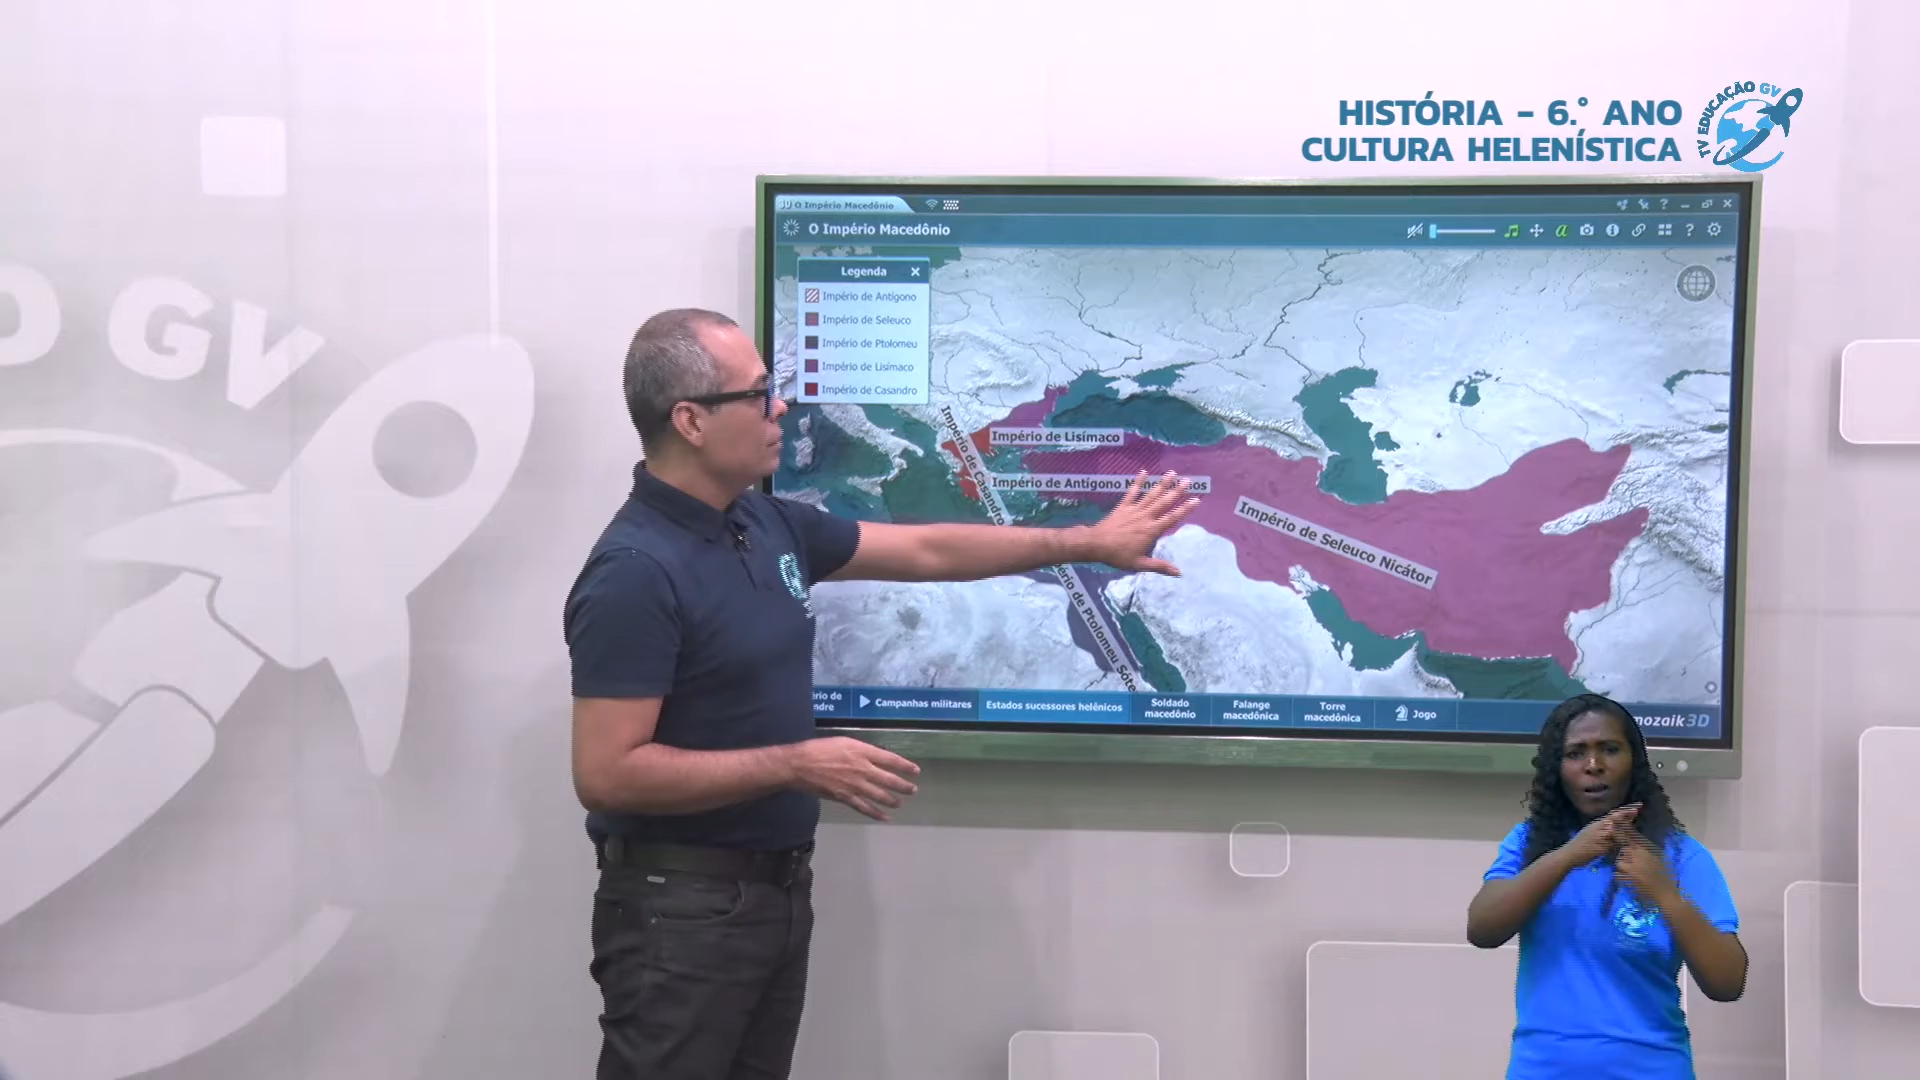 HISTÓRIA - 6.° ANO
CULTURA HELENÍSTICA
TV EDUCAÇÃO GV
O GV
3D O Império Macedônio
O Império Macedônio
Legenda
Império de Antígono
Império de Seleuco
Império de Ptolomeu
Império de Lisímaco
Império de Casandro
Império de Lisímaco
Império de Casandro
Império de Antígono
Império de Seleuco Nicátor
de Ptolomeu
Campanhas militares
Estados sucessores helênicos
Soldado
macedônio
Falange
macedônica
Torre
macedônica
Jogo
mozaik3D